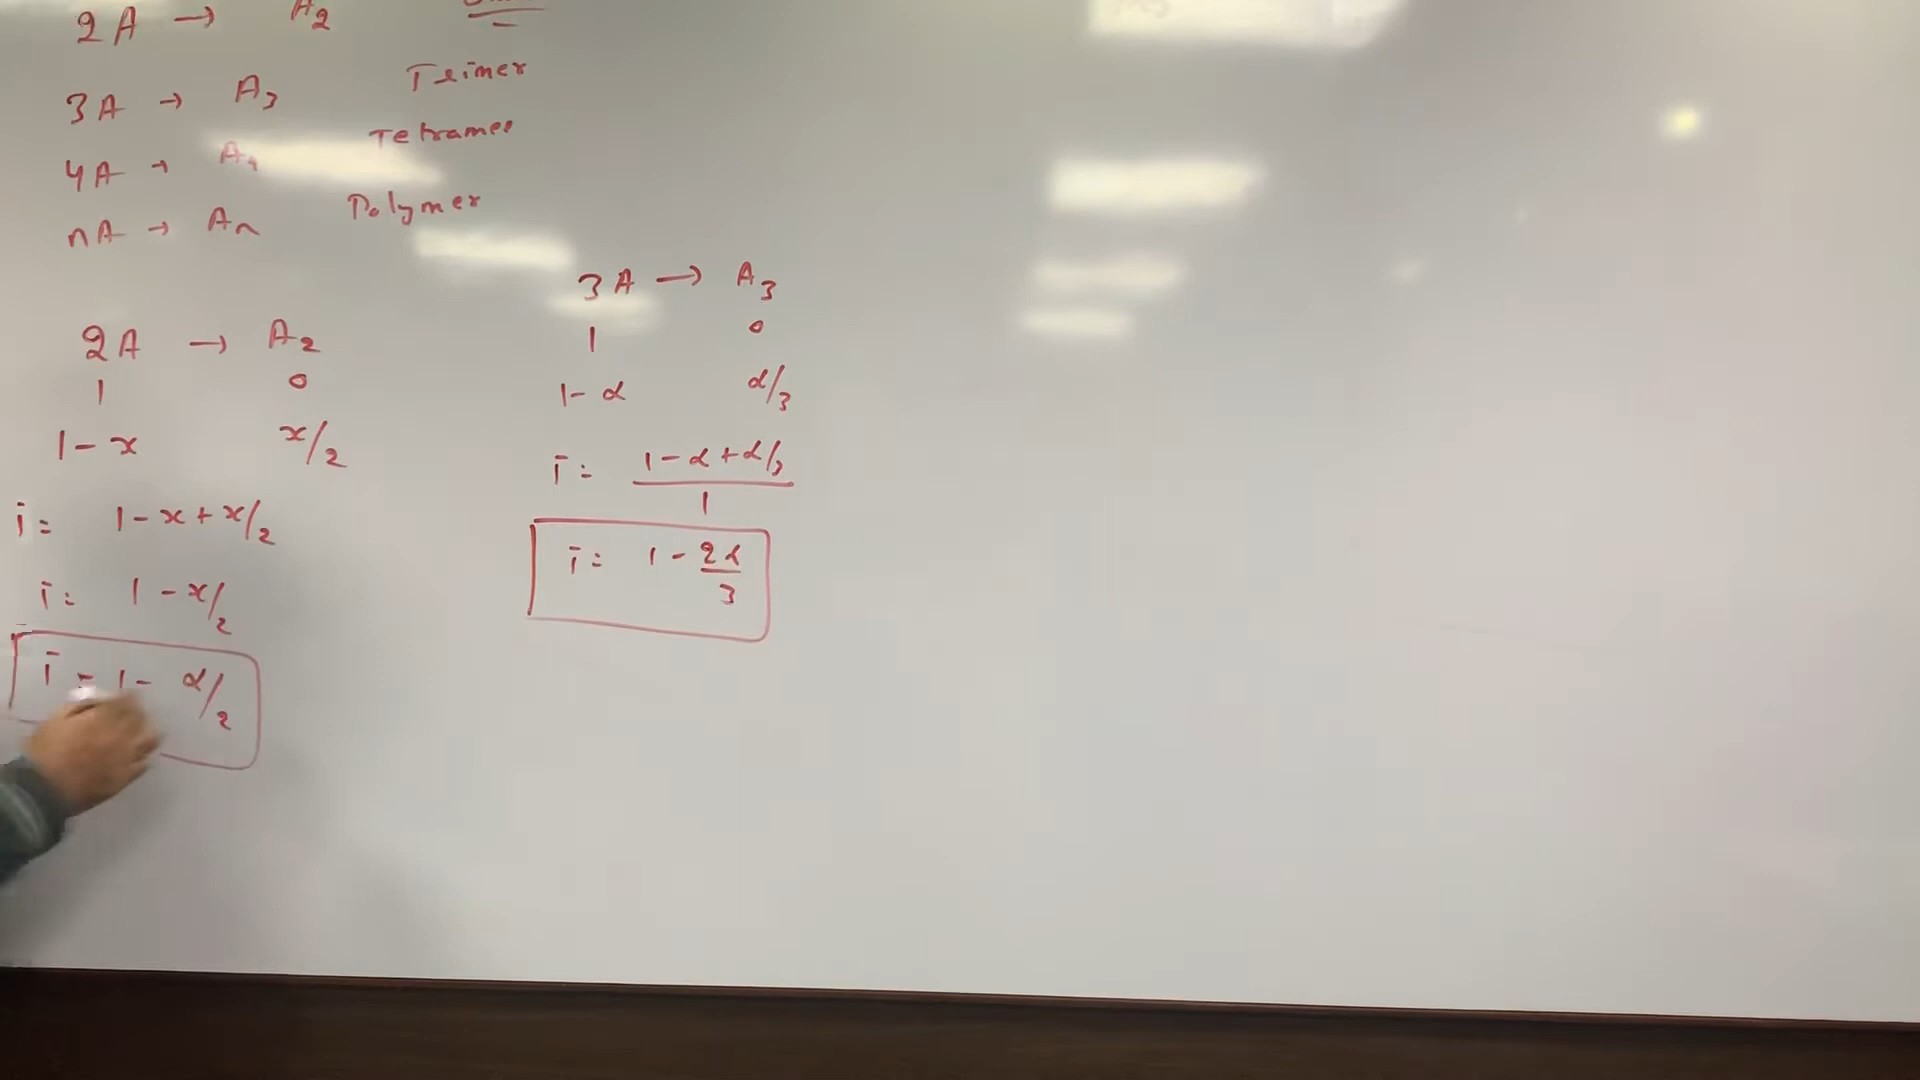 2A → A₂
3A → A₃ Trimer
4A → A₄ Tetramer
nA → Aₙ Polymer
2A → A₂
1 0
1-x x/2
i = 1-x+x/2
i = 1-x/2
i = 1- α/2
3A → A₃
1 0
1-α α/3
i = 1-α+α/3
1
i = 1- 2α
3